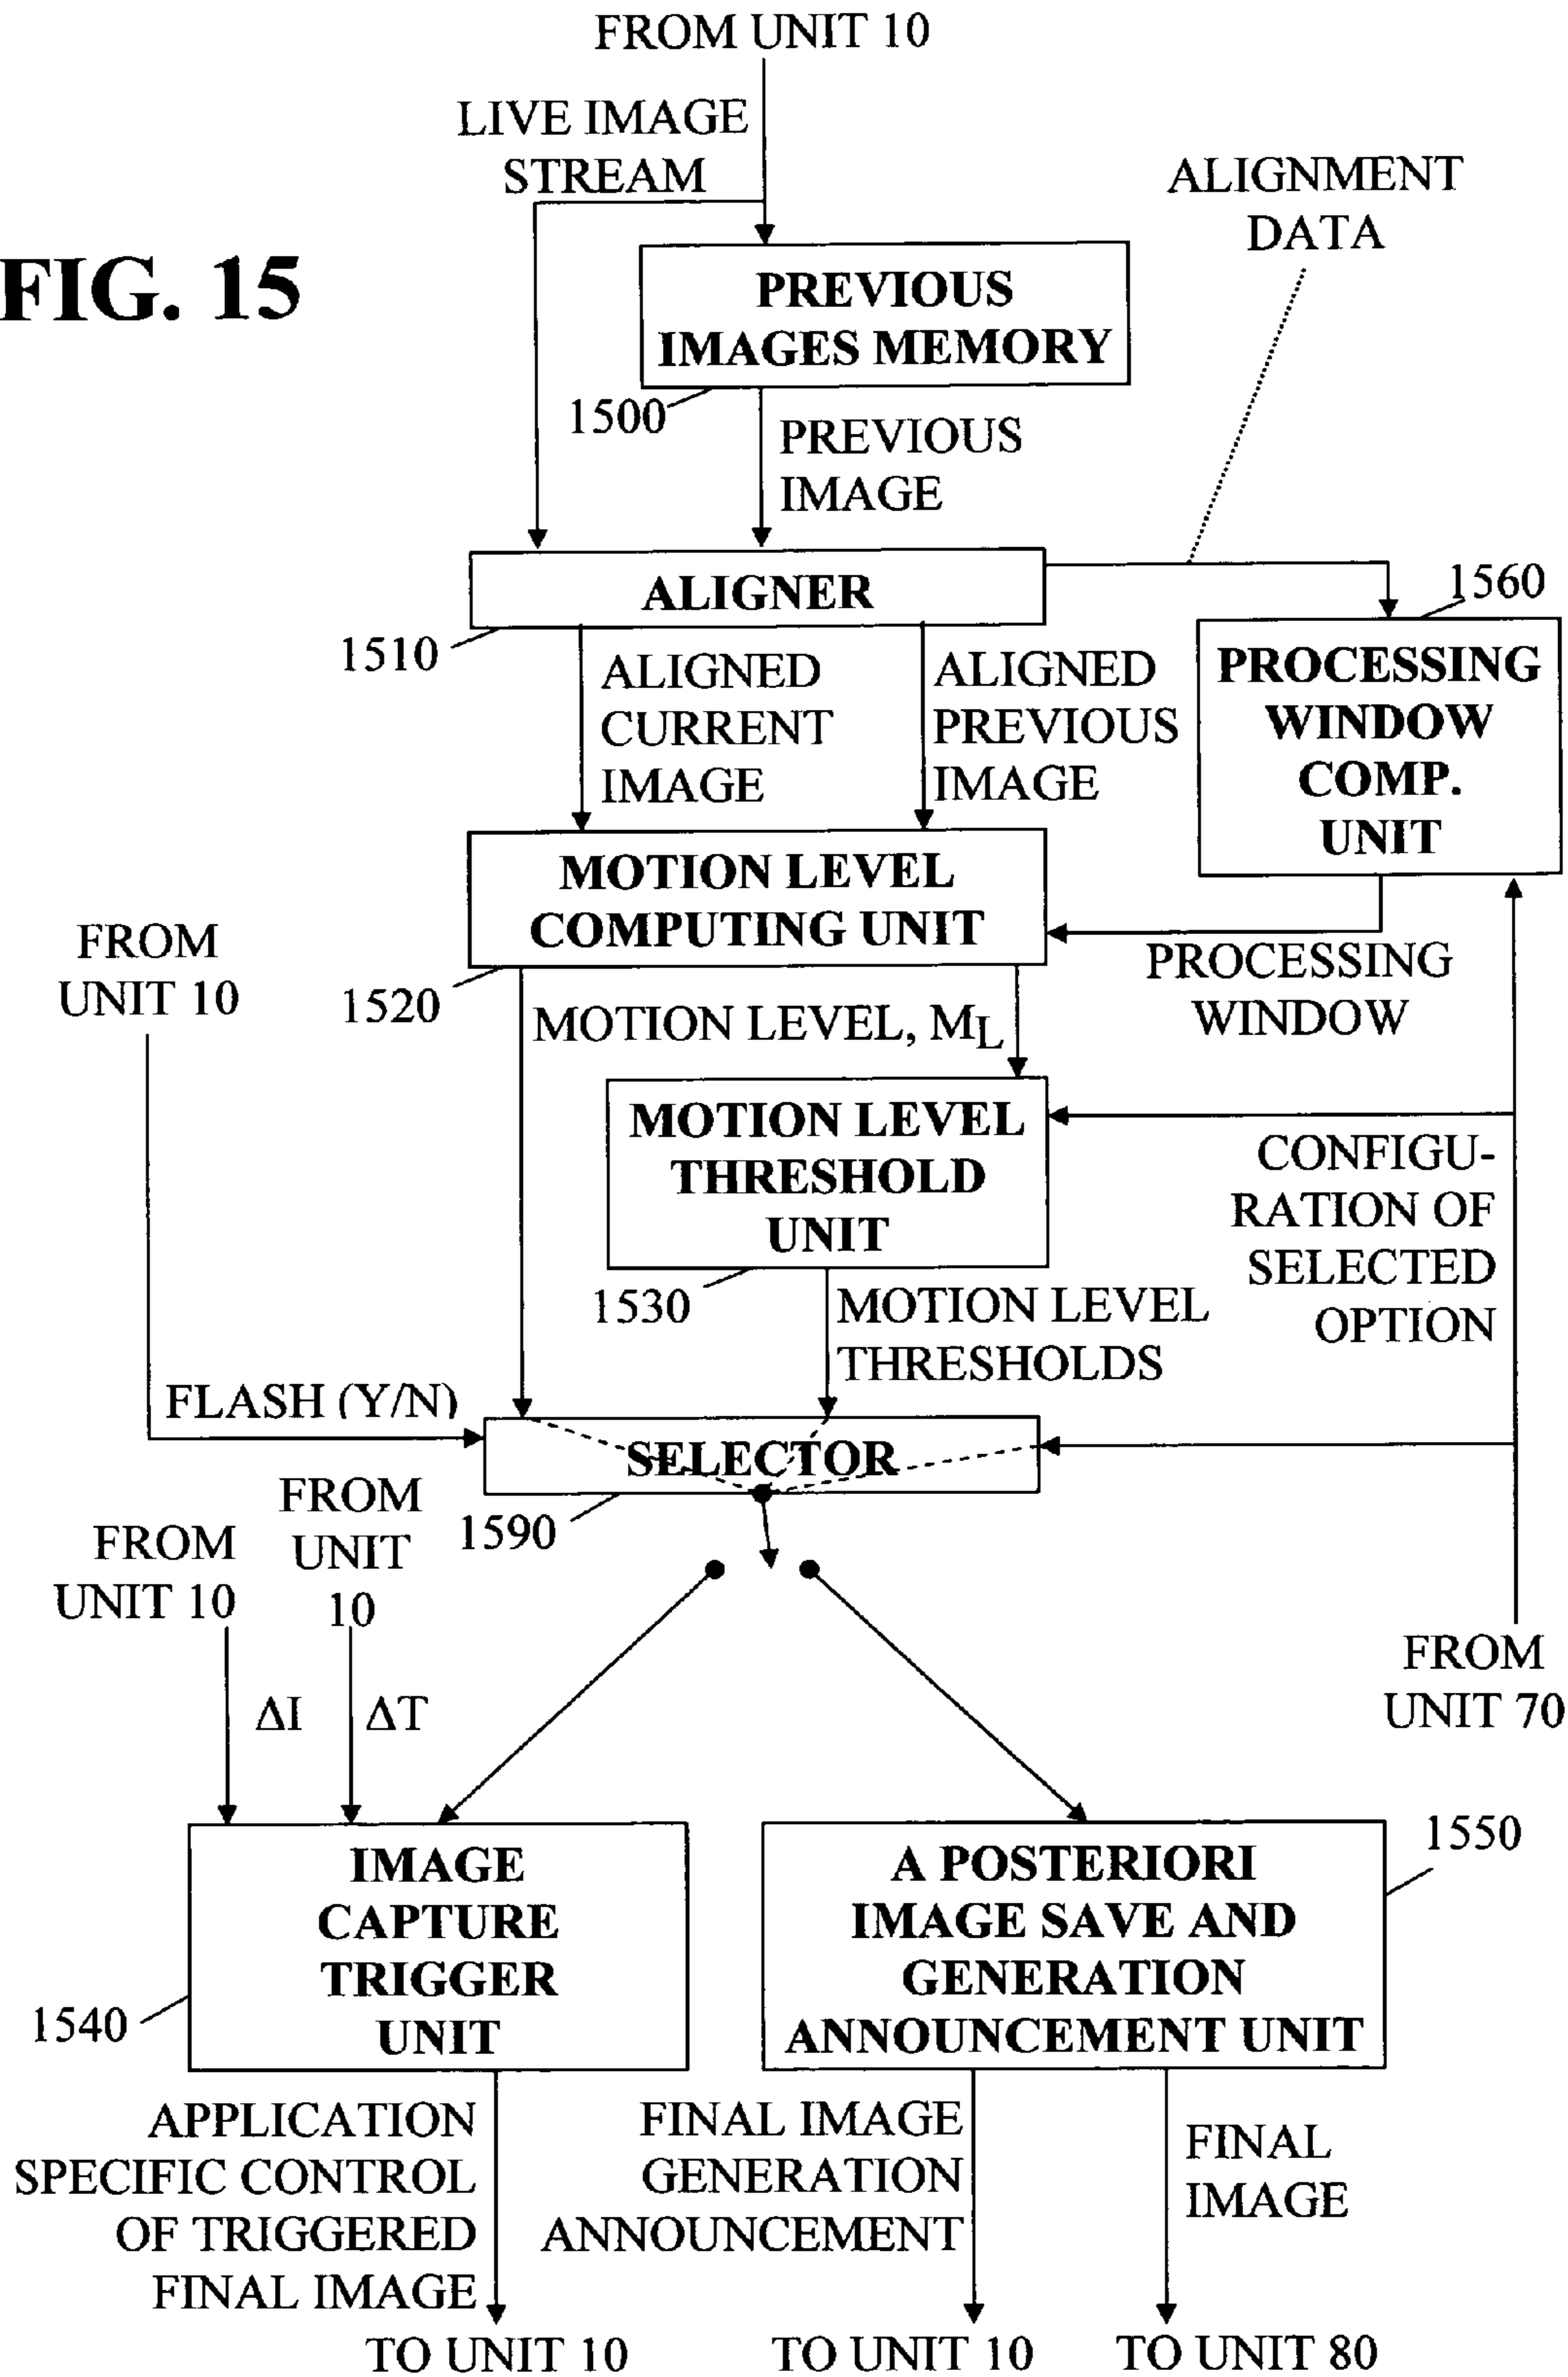 FROM UNIT 10
LIVE IMAGE
STREAM
ALIGNMENT
DATA
FIG. 15
PREVIOUS
IMAGES MEMORY
1500
PREVIOUS
IMAGE
ALIGNER
1510
1560
PROCESSING
WINDOW
COMP.
UNIT
ALIGNED
CURRENT
IMAGE
ALIGNED
PREVIOUS
IMAGE
MOTION LEVEL
COMPUTING UNIT
1520
FROM
UNIT 10
PROCESSING
WINDOW
MOTION LEVEL, ML
MOTION LEVEL
THRESHOLD
UNIT
1530
CONFIGU-
RATION OF
SELECTED
OPTION
MOTION LEVEL
THRESHOLDS
FLASH (Y/N)
SELECTOR
1590
FROM
UNIT 10
FROM
UNIT
10
ΔI
ΔT
FROM
UNIT 70
IMAGE
CAPTURE
TRIGGER
UNIT
1540
A POSTERIORI
IMAGE SAVE AND
GENERATION
ANNOUNCEMENT UNIT
1550
APPLICATION
SPECIFIC CONTROL
OF TRIGGERED
FINAL IMAGE
FINAL IMAGE
GENERATION
ANNOUNCEMENT
FINAL
IMAGE
TO UNIT 10
TO UNIT 10
TO UNIT 80